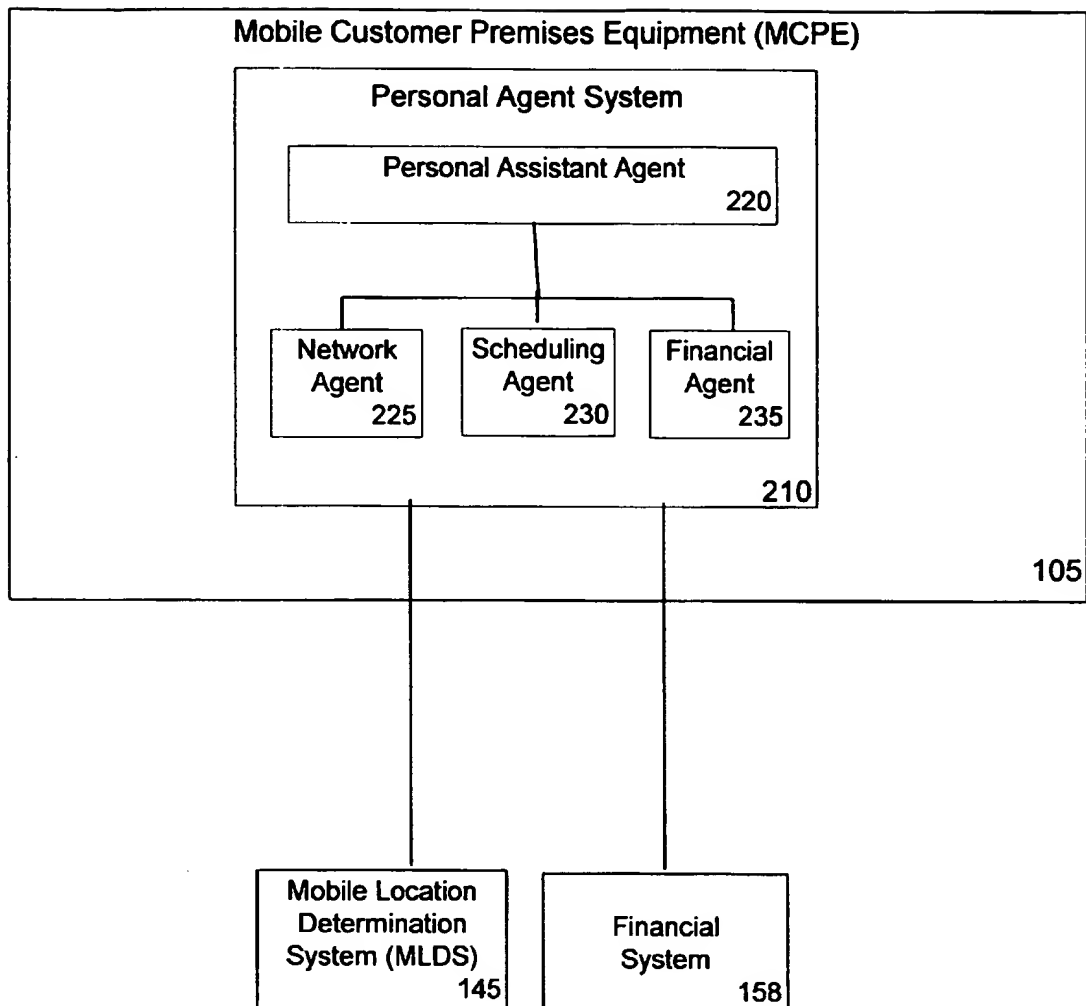 Mobile Customer Premises Equipment (MCPE)
Personal Agent System
Personal Assistant Agent
220
Network
Agent
225
Scheduling
Agent
230
Financial
Agent
235
210
105
Mobile Location
Determination
System (MLDS)
145
Financial
System
158